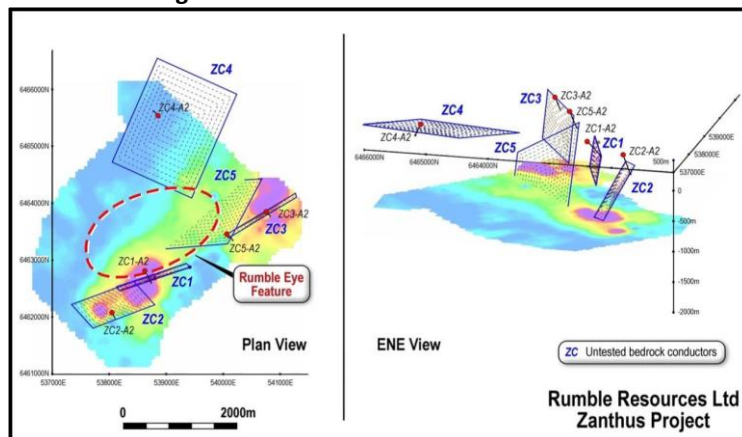 6466000N
6465000N
6464000N
6463000N
6462000N
6461000N
537000E
538000E
539000E
540000E
541000E
ZC4
ZC4-A2
ZC5
ZC3-A2
ZC3
ZC5-A2
ZC1-A2
ZC1
Rumble Eye
Feature
ZC2
ZC2-A2
Plan View
0
2000m
ZC4
ZC4-A2
ZC3
ZC3-A2
ZC5-A2
ZC1-A2
ZC1
ZC2-A2
ZC5
ZC2
6466000N
6465000N
6464000N
539000E
538000E
537000E
500m
0
-500m
-1000m
-1500m
-2000m
ENE View
ZC Untested bedrock conductors
Rumble Resources Ltd
Zanthus Project